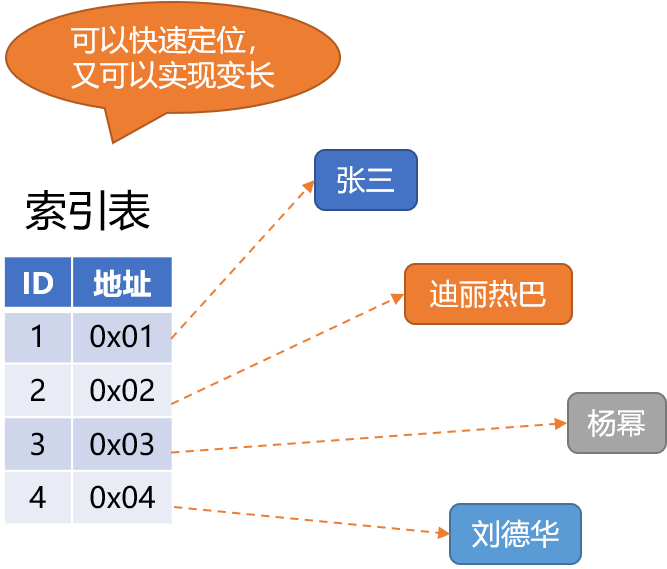 可以快速定位，
又可以实现变长
张三
索引表
ID 地址
迪丽热巴
1 0x01
2 0x02
3 0x03
杨幂
4 0x04
刘德华